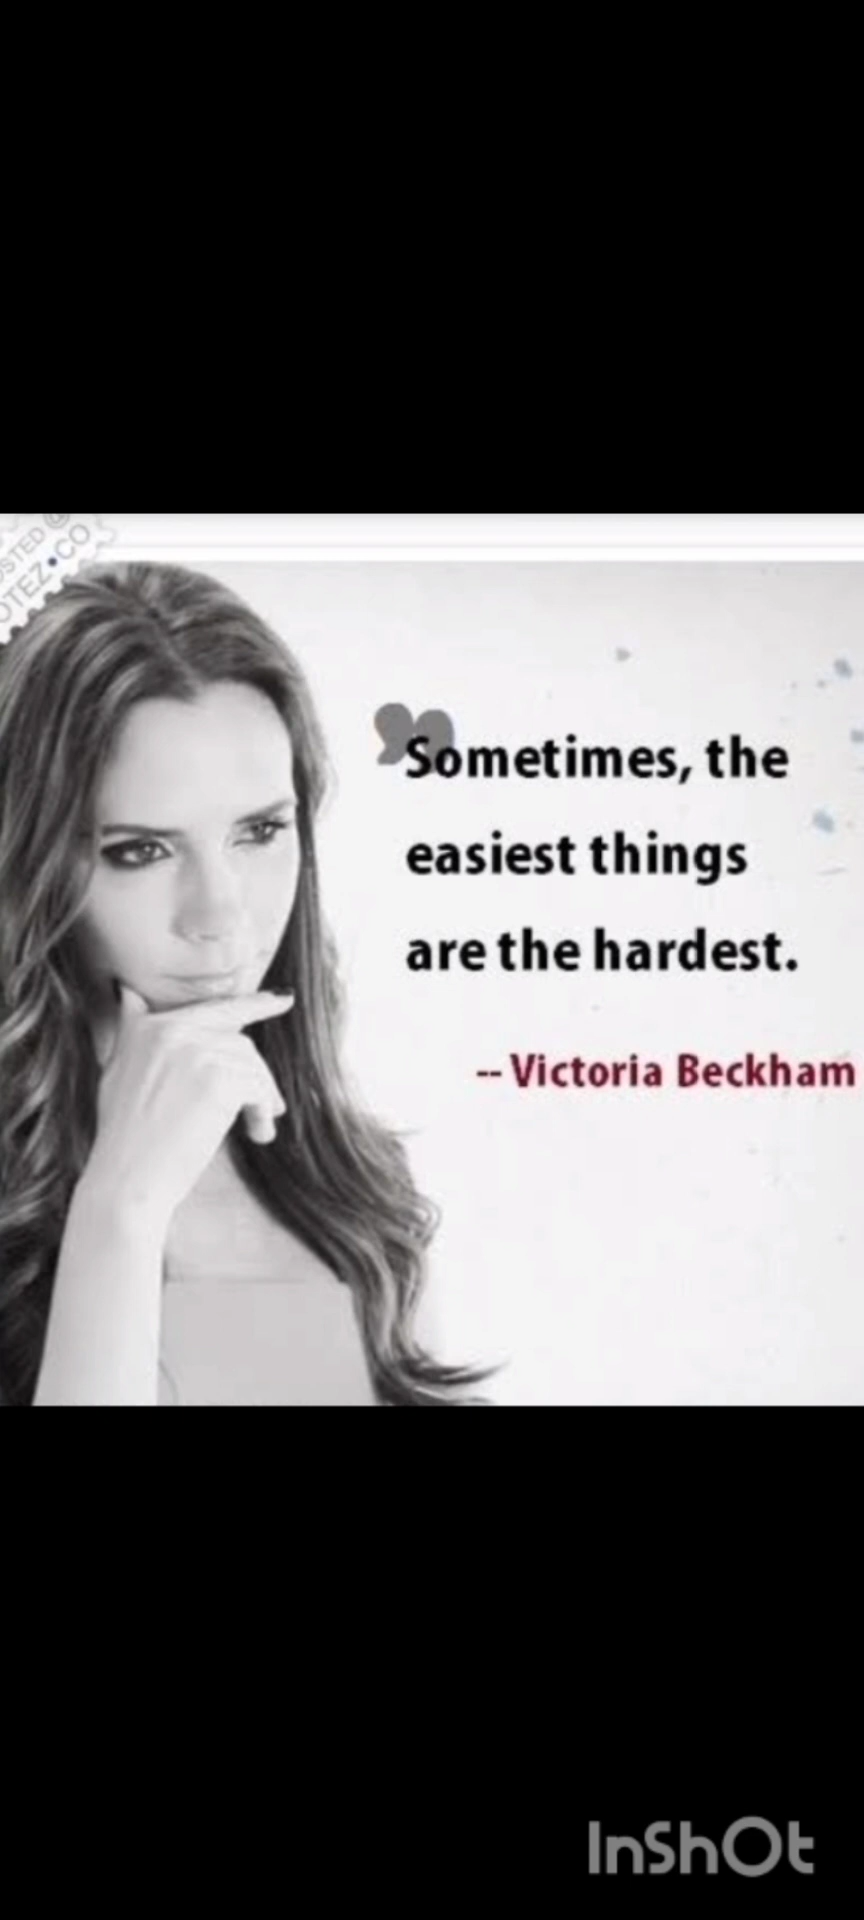 Sometimes, the
easiest things
are the hardest.
-- Victoria Beckham
InShOt